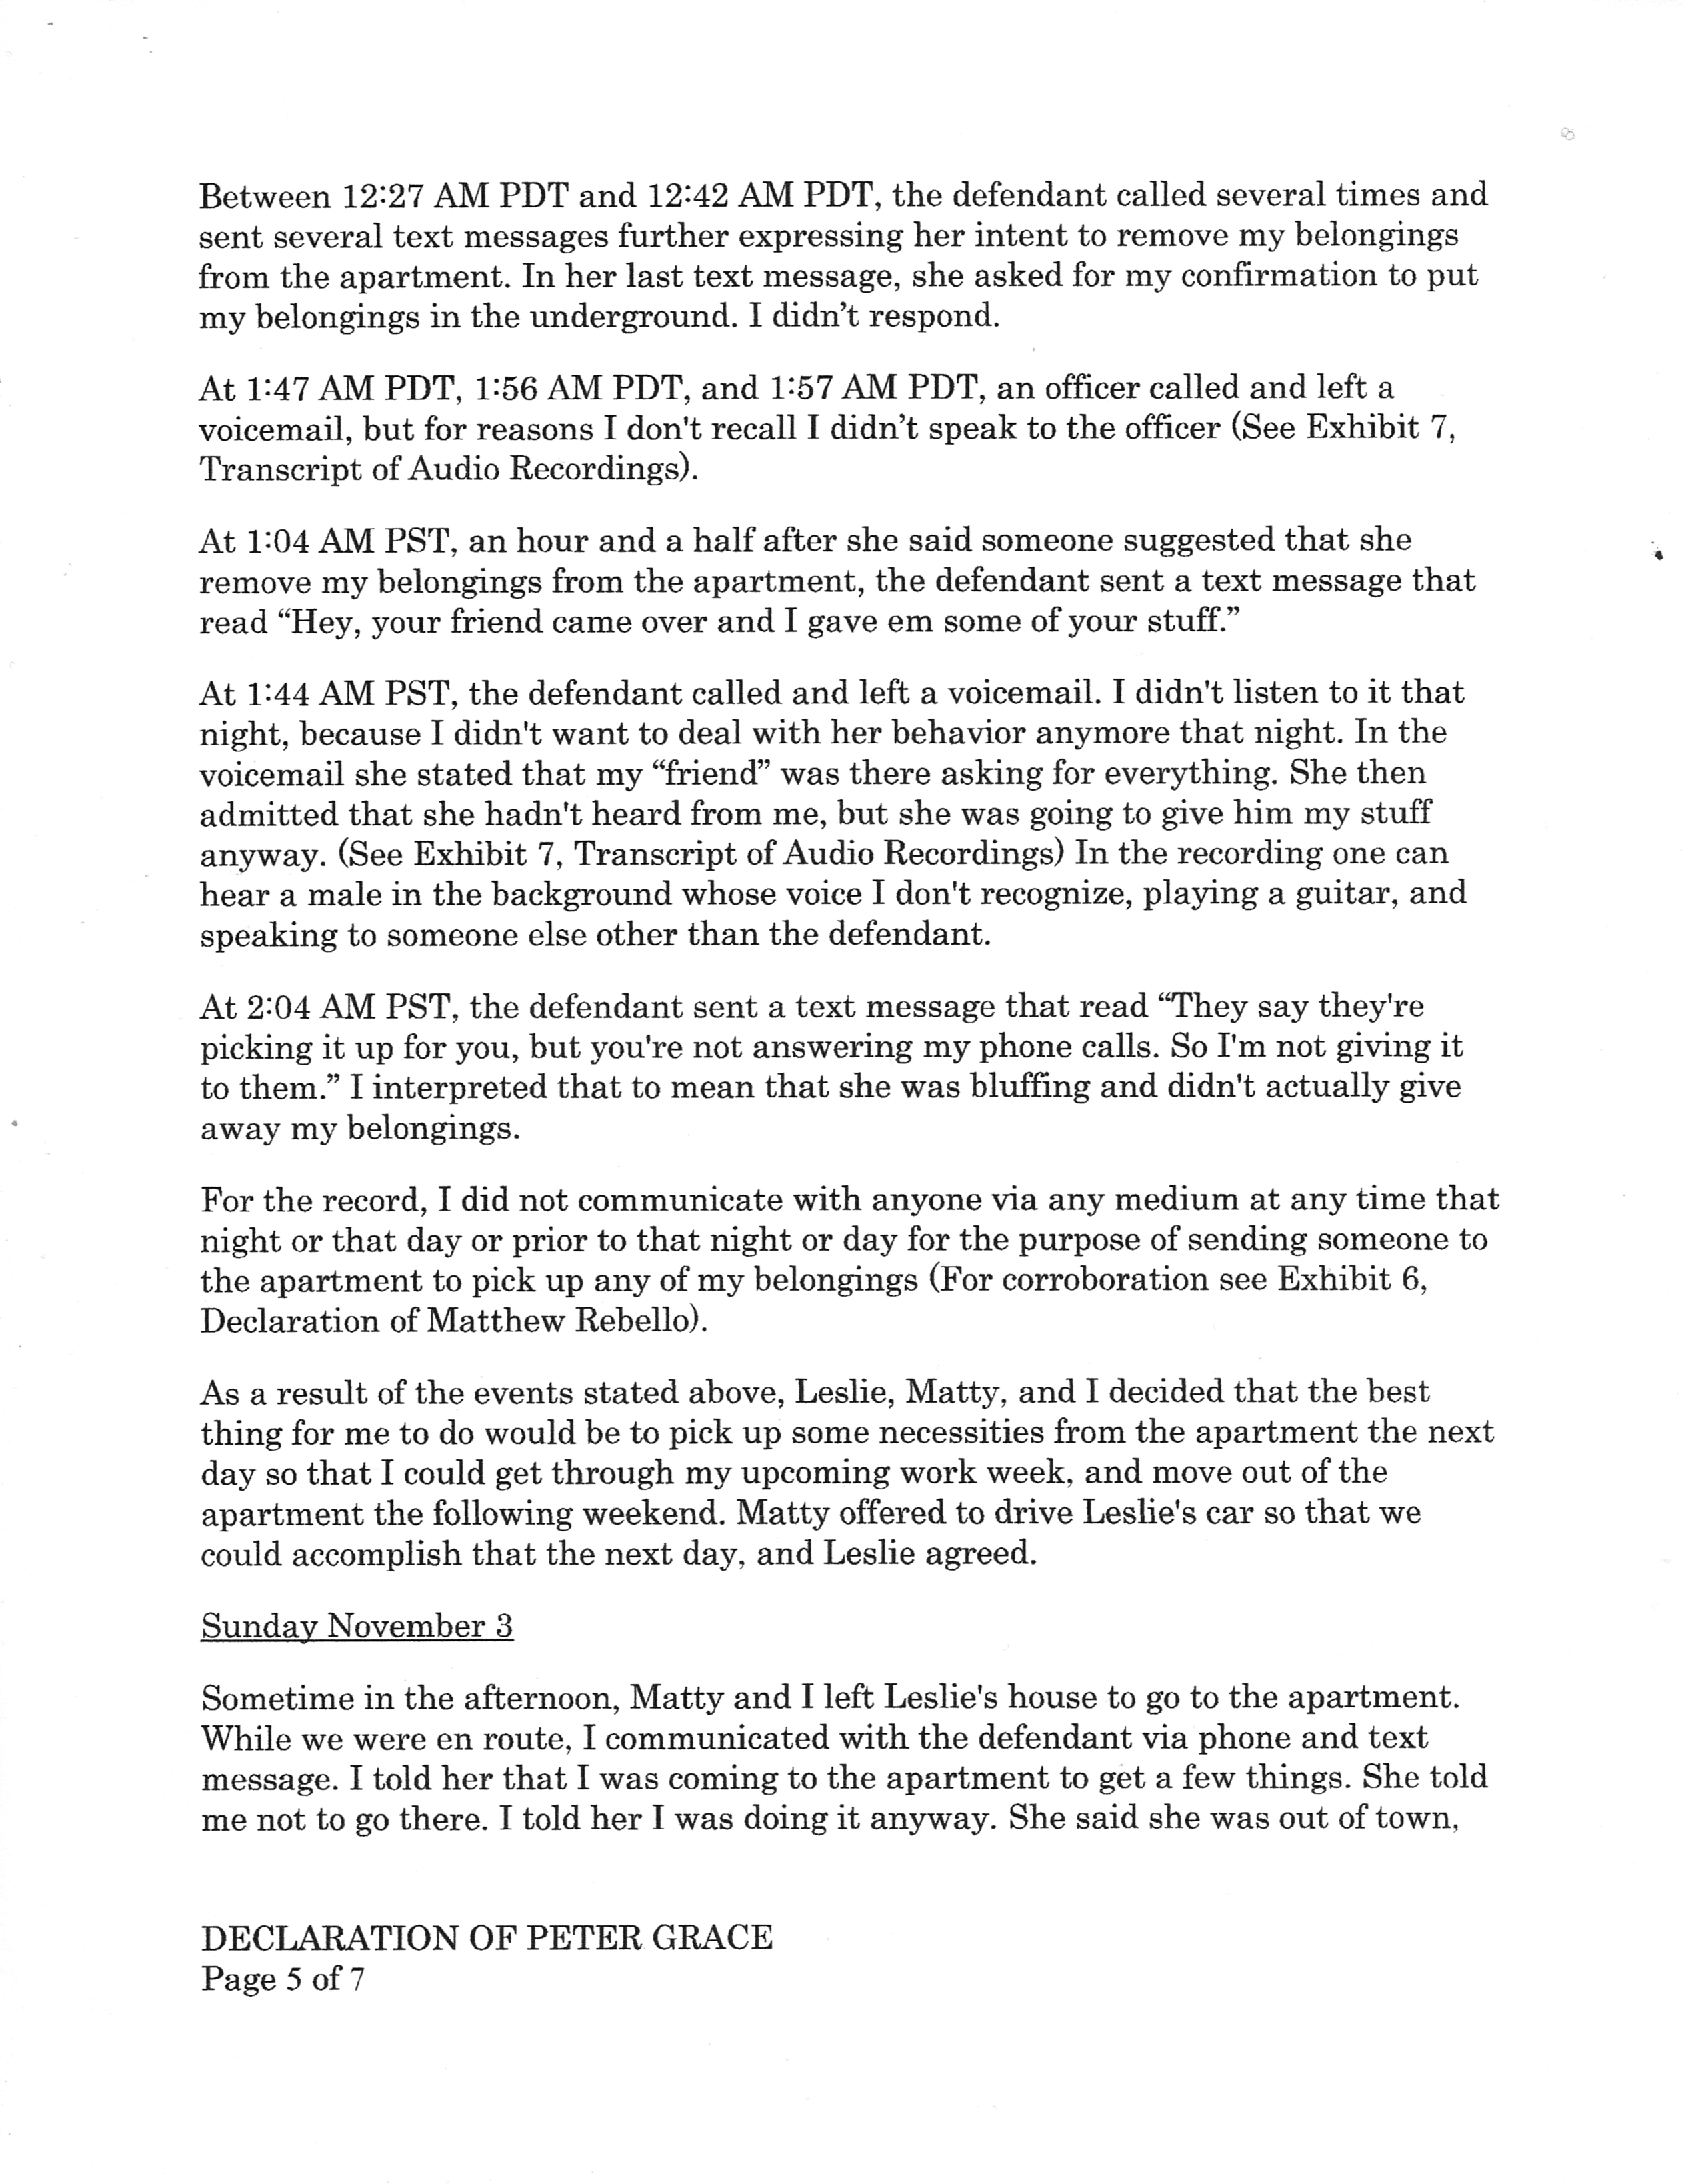 Between 12:27 AM PDT and 12:42 AM PDT, the defendant called several times and
sent several text messages further expressing her intent to remove my belongings
from the apartment. In her last text message, she asked for my confirmation to put
my belongings in the underground. I didn’t respond.
At 1:47 AM PDT, 1:56 AM PDT, and 1:57 AM PDT, an officer called and left a
voicemail, but for reasons I don't recall I didn’t speak to the officer (See Exhibit 7,
Transcript of Audio Recordings).
At 1:04 AM PST, an hour and a half after she said someone suggested that she
remove my belongings from the apartment, the defendant sent a text message that
read “Hey, your friend came over and I gave em some of your stuff.”
At 1:44 AM PST, the defendant called and left a voicemail. I didn't listen to it that
night, because I didn't want to deal with her behavior anymore that night. In the
voicemail she stated that my “friend” was there asking for everything. She then
admitted that she hadn't heard from me, but she was going to give him my stuff
anyway. (See Exhibit 7, Transcript of Audio Recordings) In the recording one can
hear a male in the background whose voice I don't recognize, playing a guitar, and
speaking to someone else other than the defendant.
At 2:04 AM PST, the defendant sent a text message that read “They say they're
picking it up for you, but you're not answering my phone calls. So I'm not giving it
to them.” I interpreted that to mean that she was bluffing and didn't actually give
away my belongings.
For the record, I did not communicate with anyone via any medium at any time that
night or that day or prior to that night or day for the purpose of sending someone to
the apartment to pick up any of my belongings (For corroboration see Exhibit 6,
Declaration of Matthew Rebello).
As a result of the events stated above, Leslie, Matty, and I decided that the best
thing for me to do would be to pick up some necessities from the apartment the next
day so that I could get through my upcoming work week, and move out of the
apartment the following weekend. Matty offered to drive Leslie's car so that we
could accomplish that the next day, and Leslie agreed.
Sunday November 3
Sometime in the afternoon, Matty and I left Leslie's house to go to the apartment.
While we were en route, I communicated with the defendant via phone and text
message. I told her that I was coming to the apartment to get a few things. She told
me not to go there. I told her I was doing it anyway. She said she was out of town,
DECLARATION OF PETER GRACE
Page 5 of 7